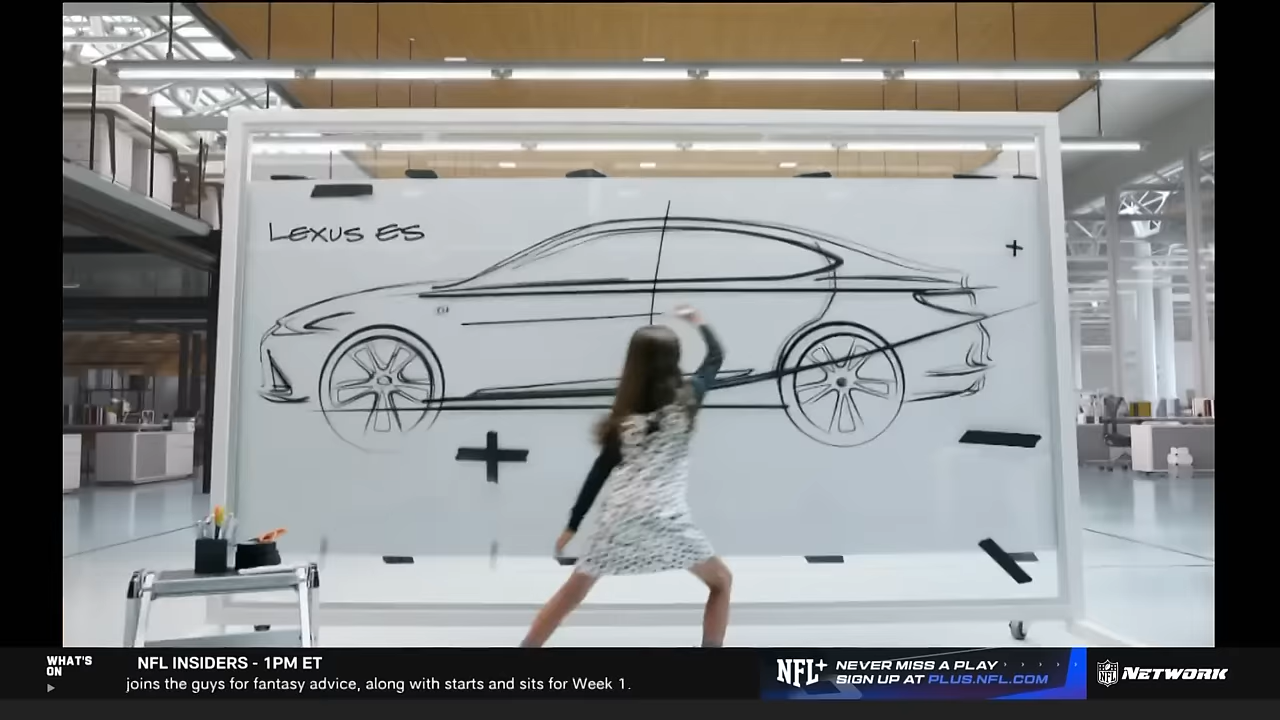 LEXUS ES
WHAT'S
ON
NFL INSIDERS - 1PM ET
joins the guys for fantasy advice, along with starts and sits for Week 1.
NFL+
NEVER MISS A PLAY
SIGN UP AT PLUS.NFL.COM
NFL
NETWORK